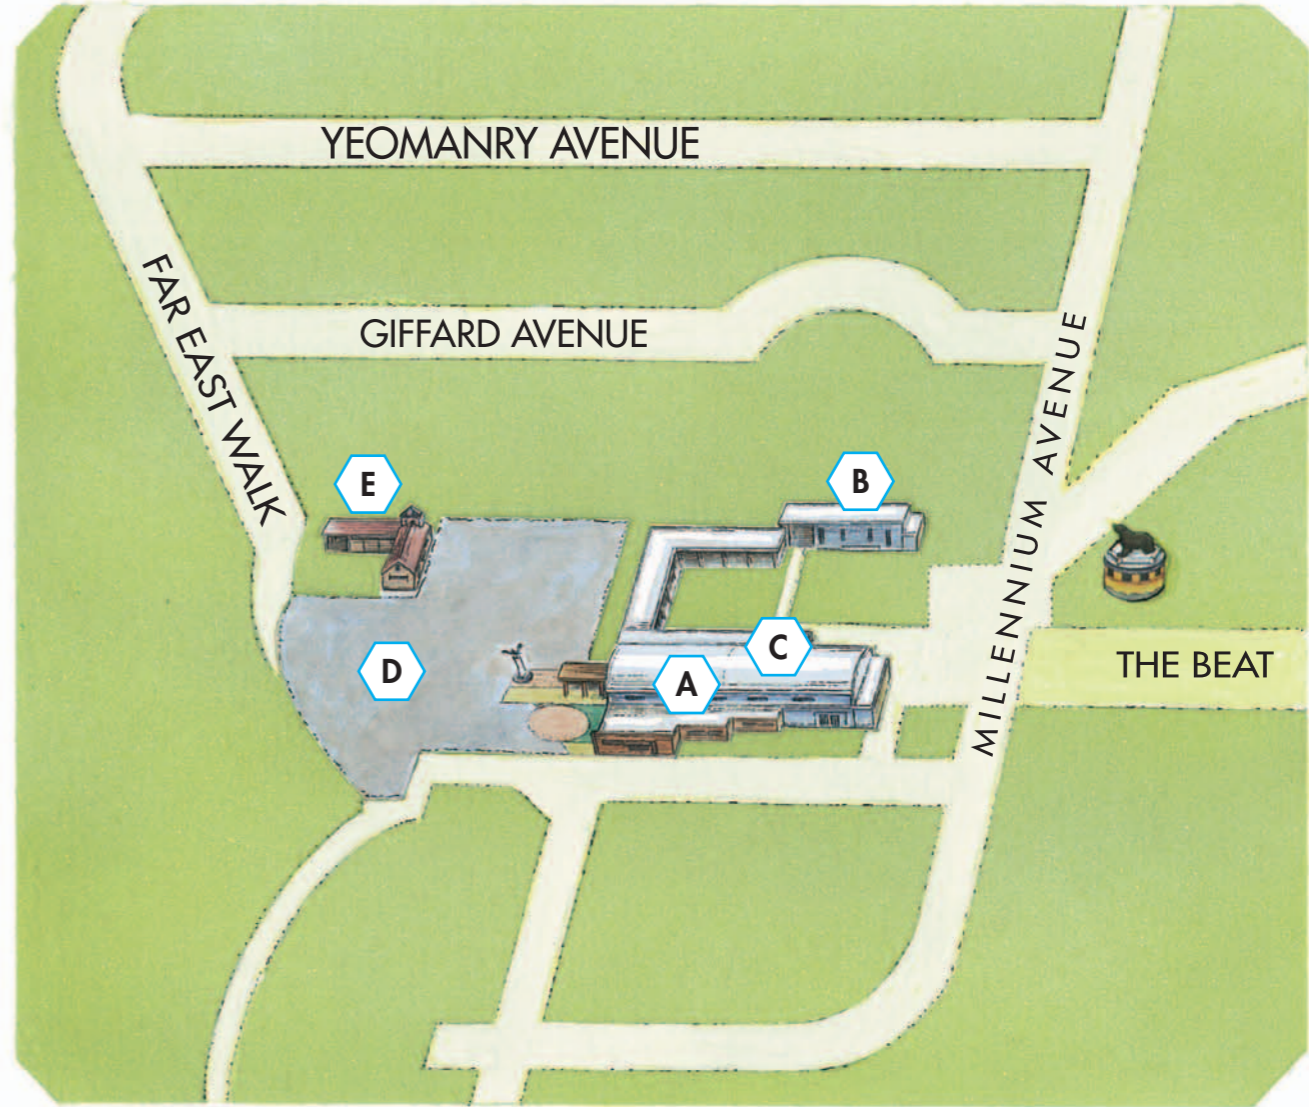 YEOMANRY AVENUE
FAR EAST WALK
GIFFARD AVENUE
MILLENNIUM AVENUE
E
B
C
D
A
THE BEAT